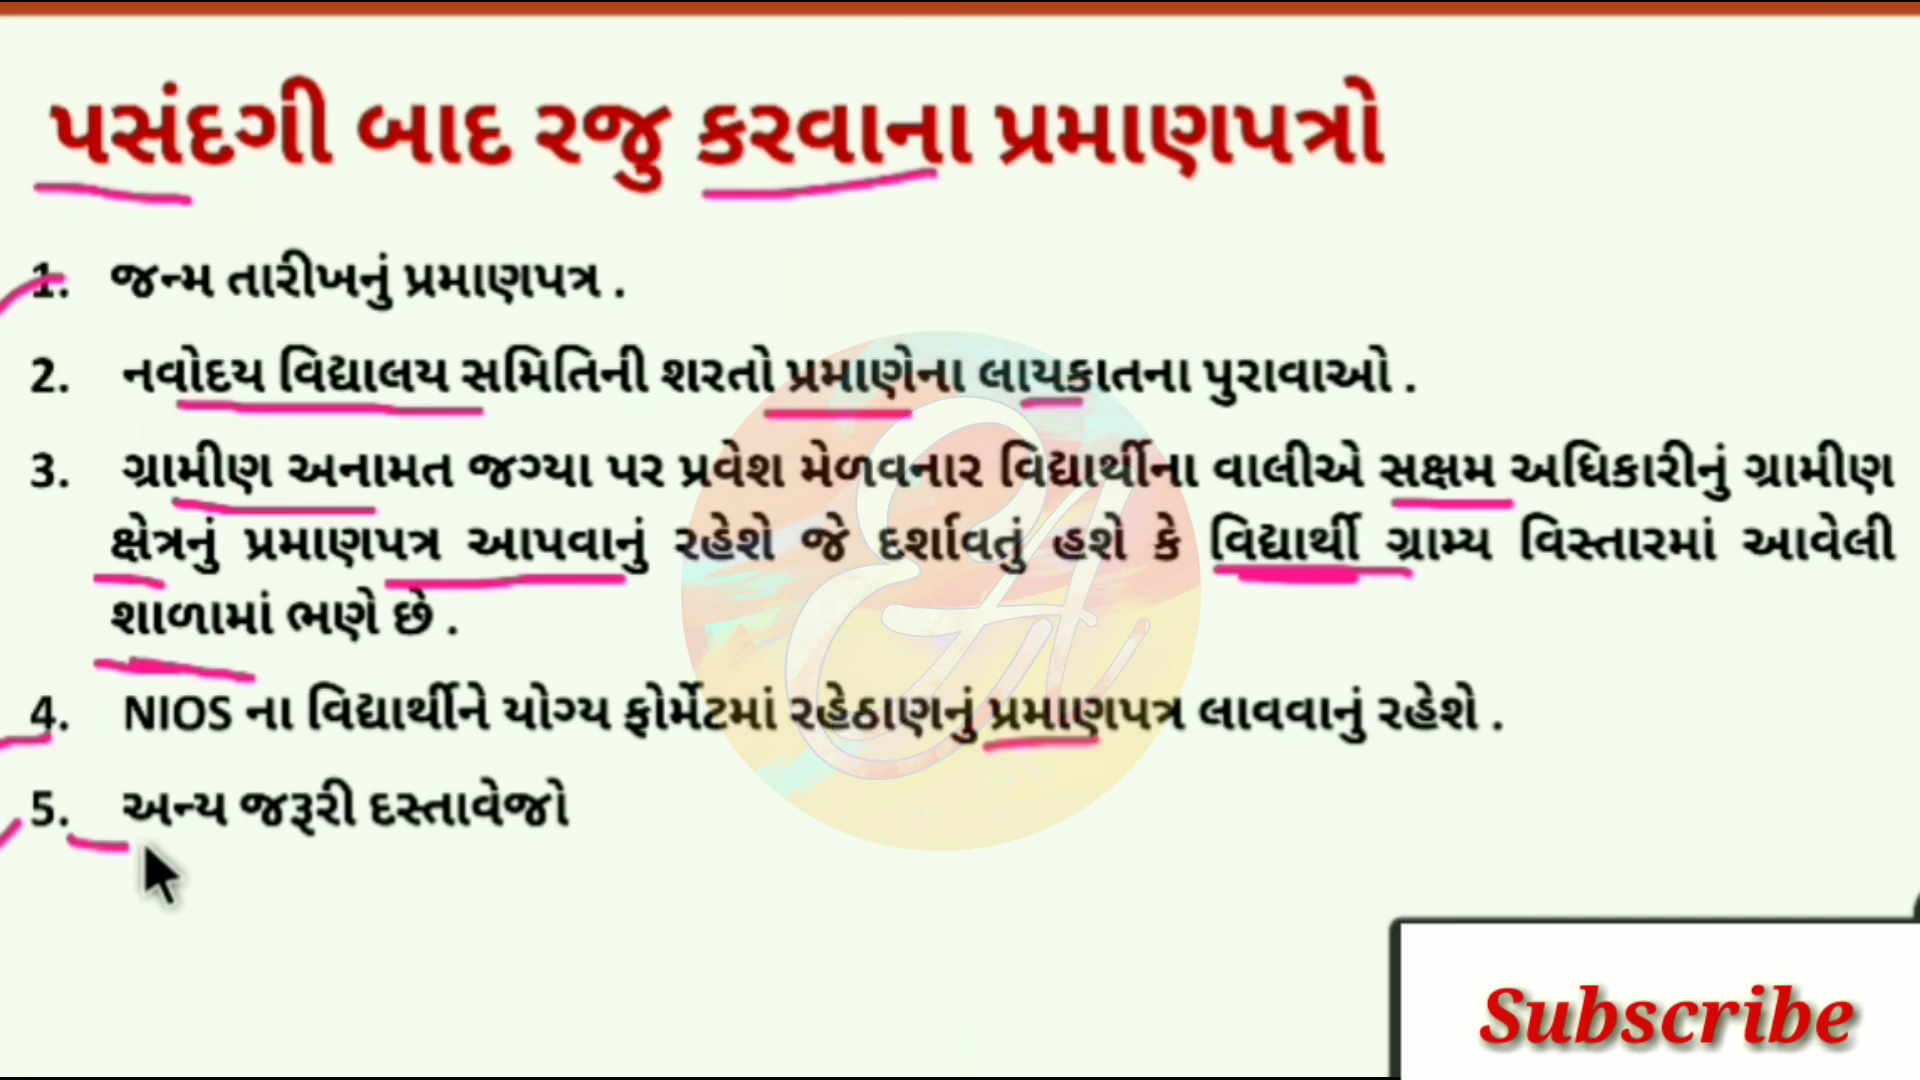 પસંદગી બાદ રજુ કરવાના પ્રમાણપત્રો
1. જન્મ તારીખનું પ્રમાણપત્ર .
2. નવોદય વિદ્યાલય સમિતિની શરતો પ્રમાણેના લાયકાતના પુરાવાઓ .
3. ગ્રામીણ અનામત જગ્યા પર પ્રવેશ મેળવનાર વિદ્યાર્થીના વાલીએ સક્ષમ અધિકારીનું ગ્રામીણ
ક્ષેત્રનું પ્રમાણપત્ર આપવાનું રહેશે જે દર્શાવતું હશે કે વિદ્યાર્થી ગ્રામ્ય વિસ્તારમાં આવેલી
શાળામાં ભણે છે .
4. NIOS ના વિદ્યાર્થીને યોગ્ય ફોર્મેટમાં રહેઠાણનું પ્રમાણપત્ર લાવવાનું રહેશે .
5. અન્ય જરૂરી દસ્તાવેજો
EA
Subscribe